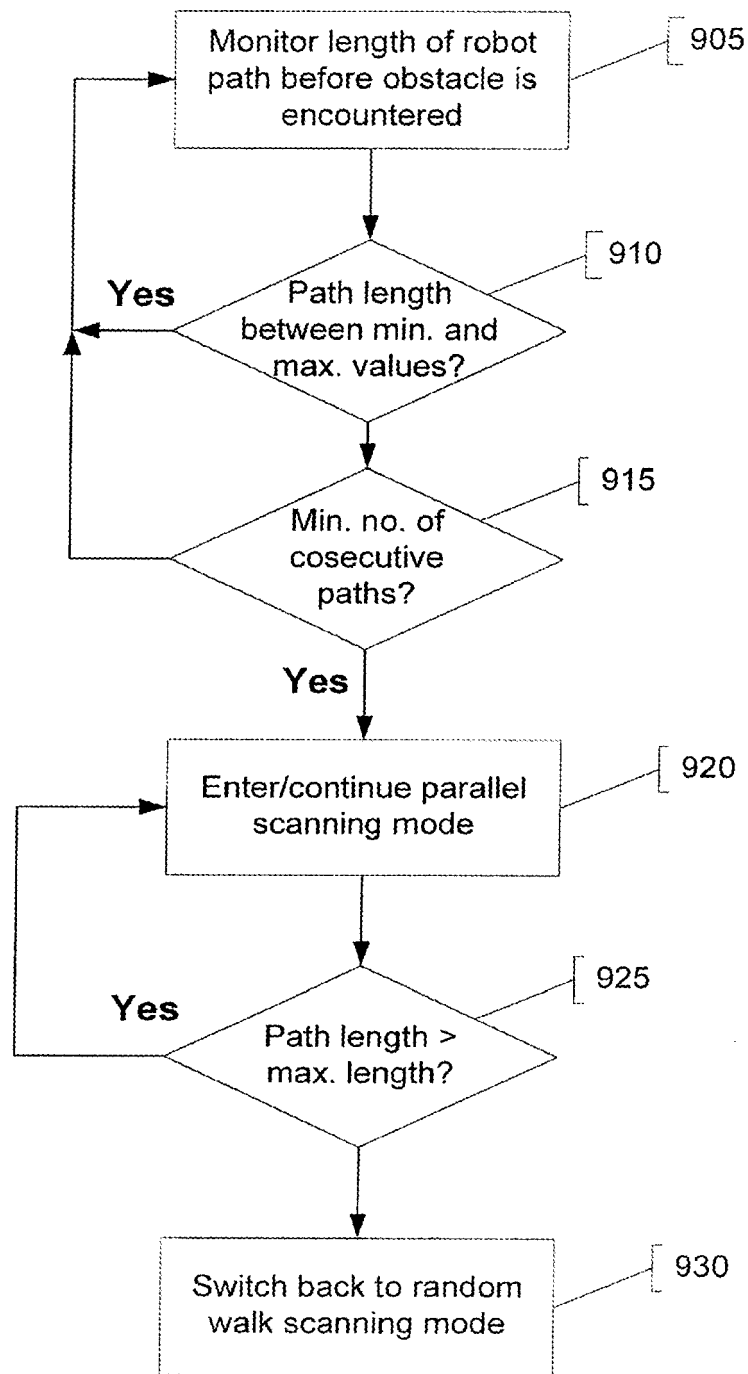 Monitor length of robot
path before obstacle is
encountered
905
910
Yes
Path length
between min. and
max. values?
915
Min. no. of
cosecutive
paths?
Yes
920
Enter/continue parallel
scanning mode
925
Yes
Path length >
max. length?
930
Switch back to random
walk scanning mode